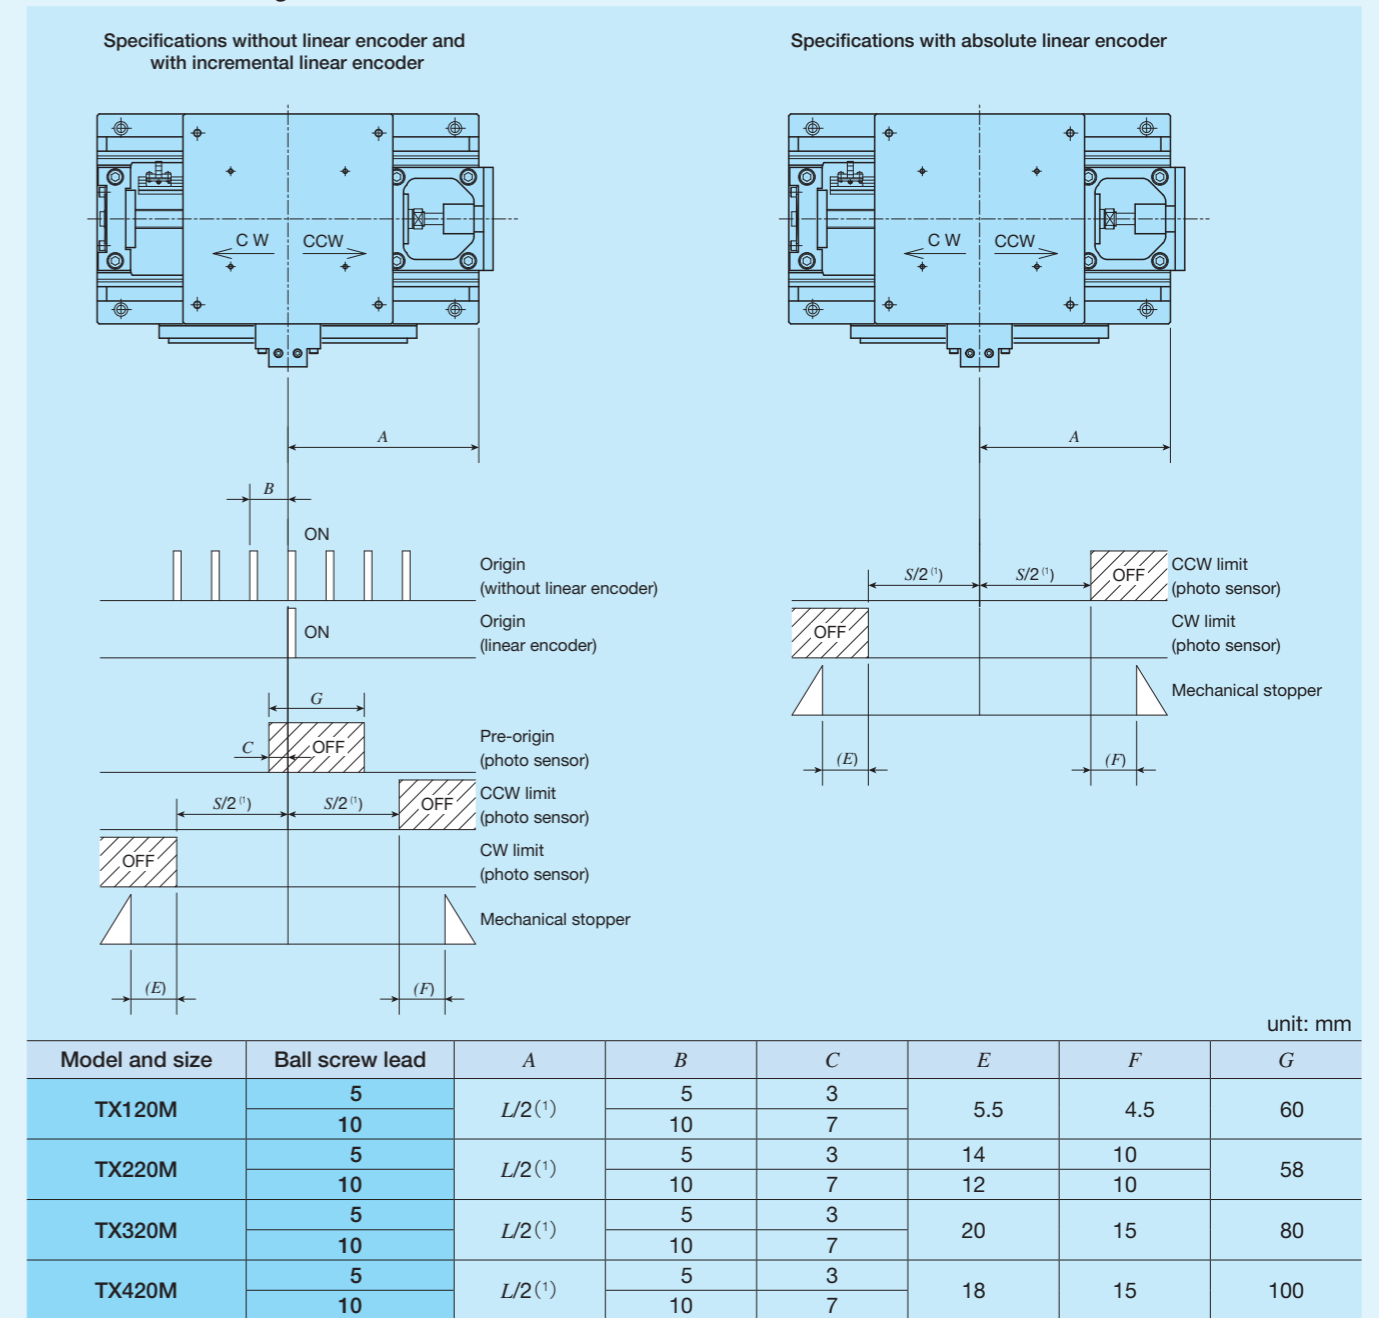 Specifications without linear encoder and
with incremental linear encoder
Specifications with absolute linear encoder
C W CCW
C W CCW
A
A
B
ON
Origin
(without linear encoder)
ON
Origin
(linear encoder)
G
C
OFF
Pre-origin
(photo sensor)
S/2 (1) S/2 (1)
OFF
CCW limit
(photo sensor)
OFF
CW limit
(photo sensor)
Mechanical stopper
(E) (F)
S/2 (1) S/2 (1)
OFF
CCW limit
(photo sensor)
OFF
CW limit
(photo sensor)
Mechanical stopper
(E) (F)
unit: mm
Model and size Ball screw lead A B C E F G
TX120M 5 L/2(1) 5 3 5.5 4.5 60
10 10 7
TX220M 5 L/2(1) 5 3 14 10 58
10 10 7 12 10
TX320M 5 L/2(1) 5 3 20 15 80
10 10 7
TX420M 5 L/2(1) 5 3 18 15 100
10 10 7